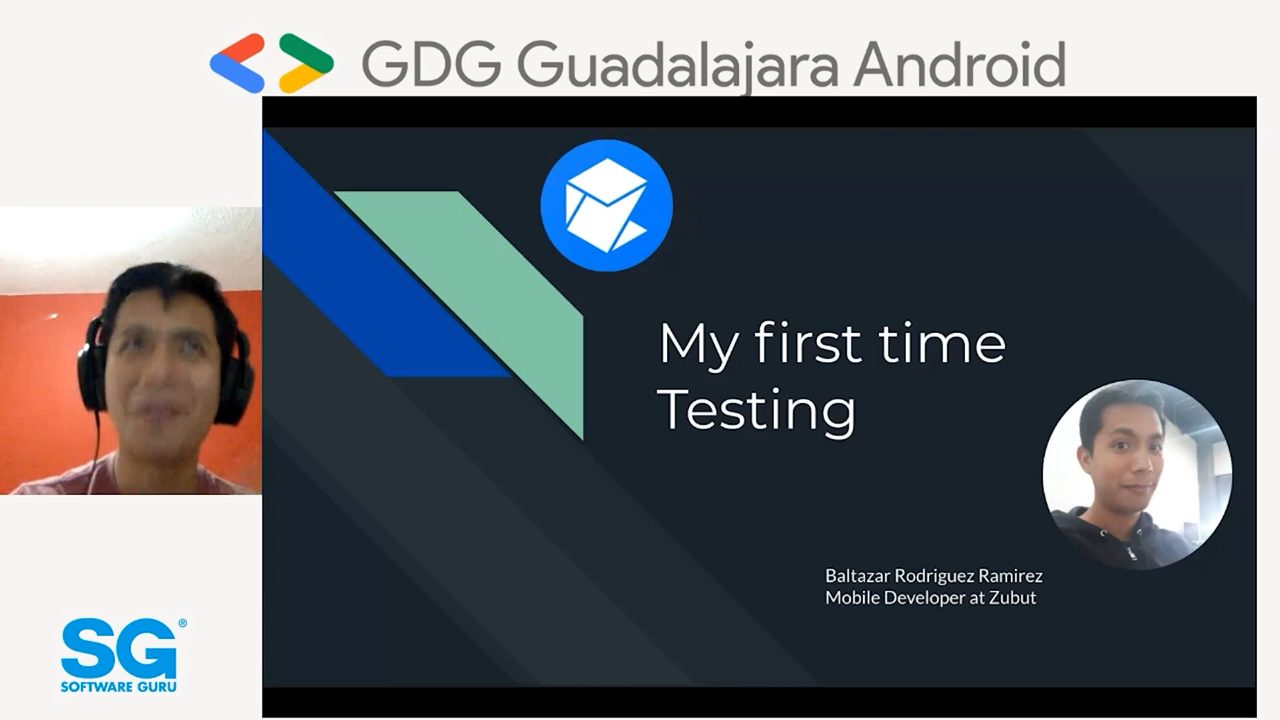 GDG Guadalajara Android
My first time
Testing
Baltazar Rodriguez Ramirez
Mobile Developer at Zubut
SG®
SOFTWARE GURU